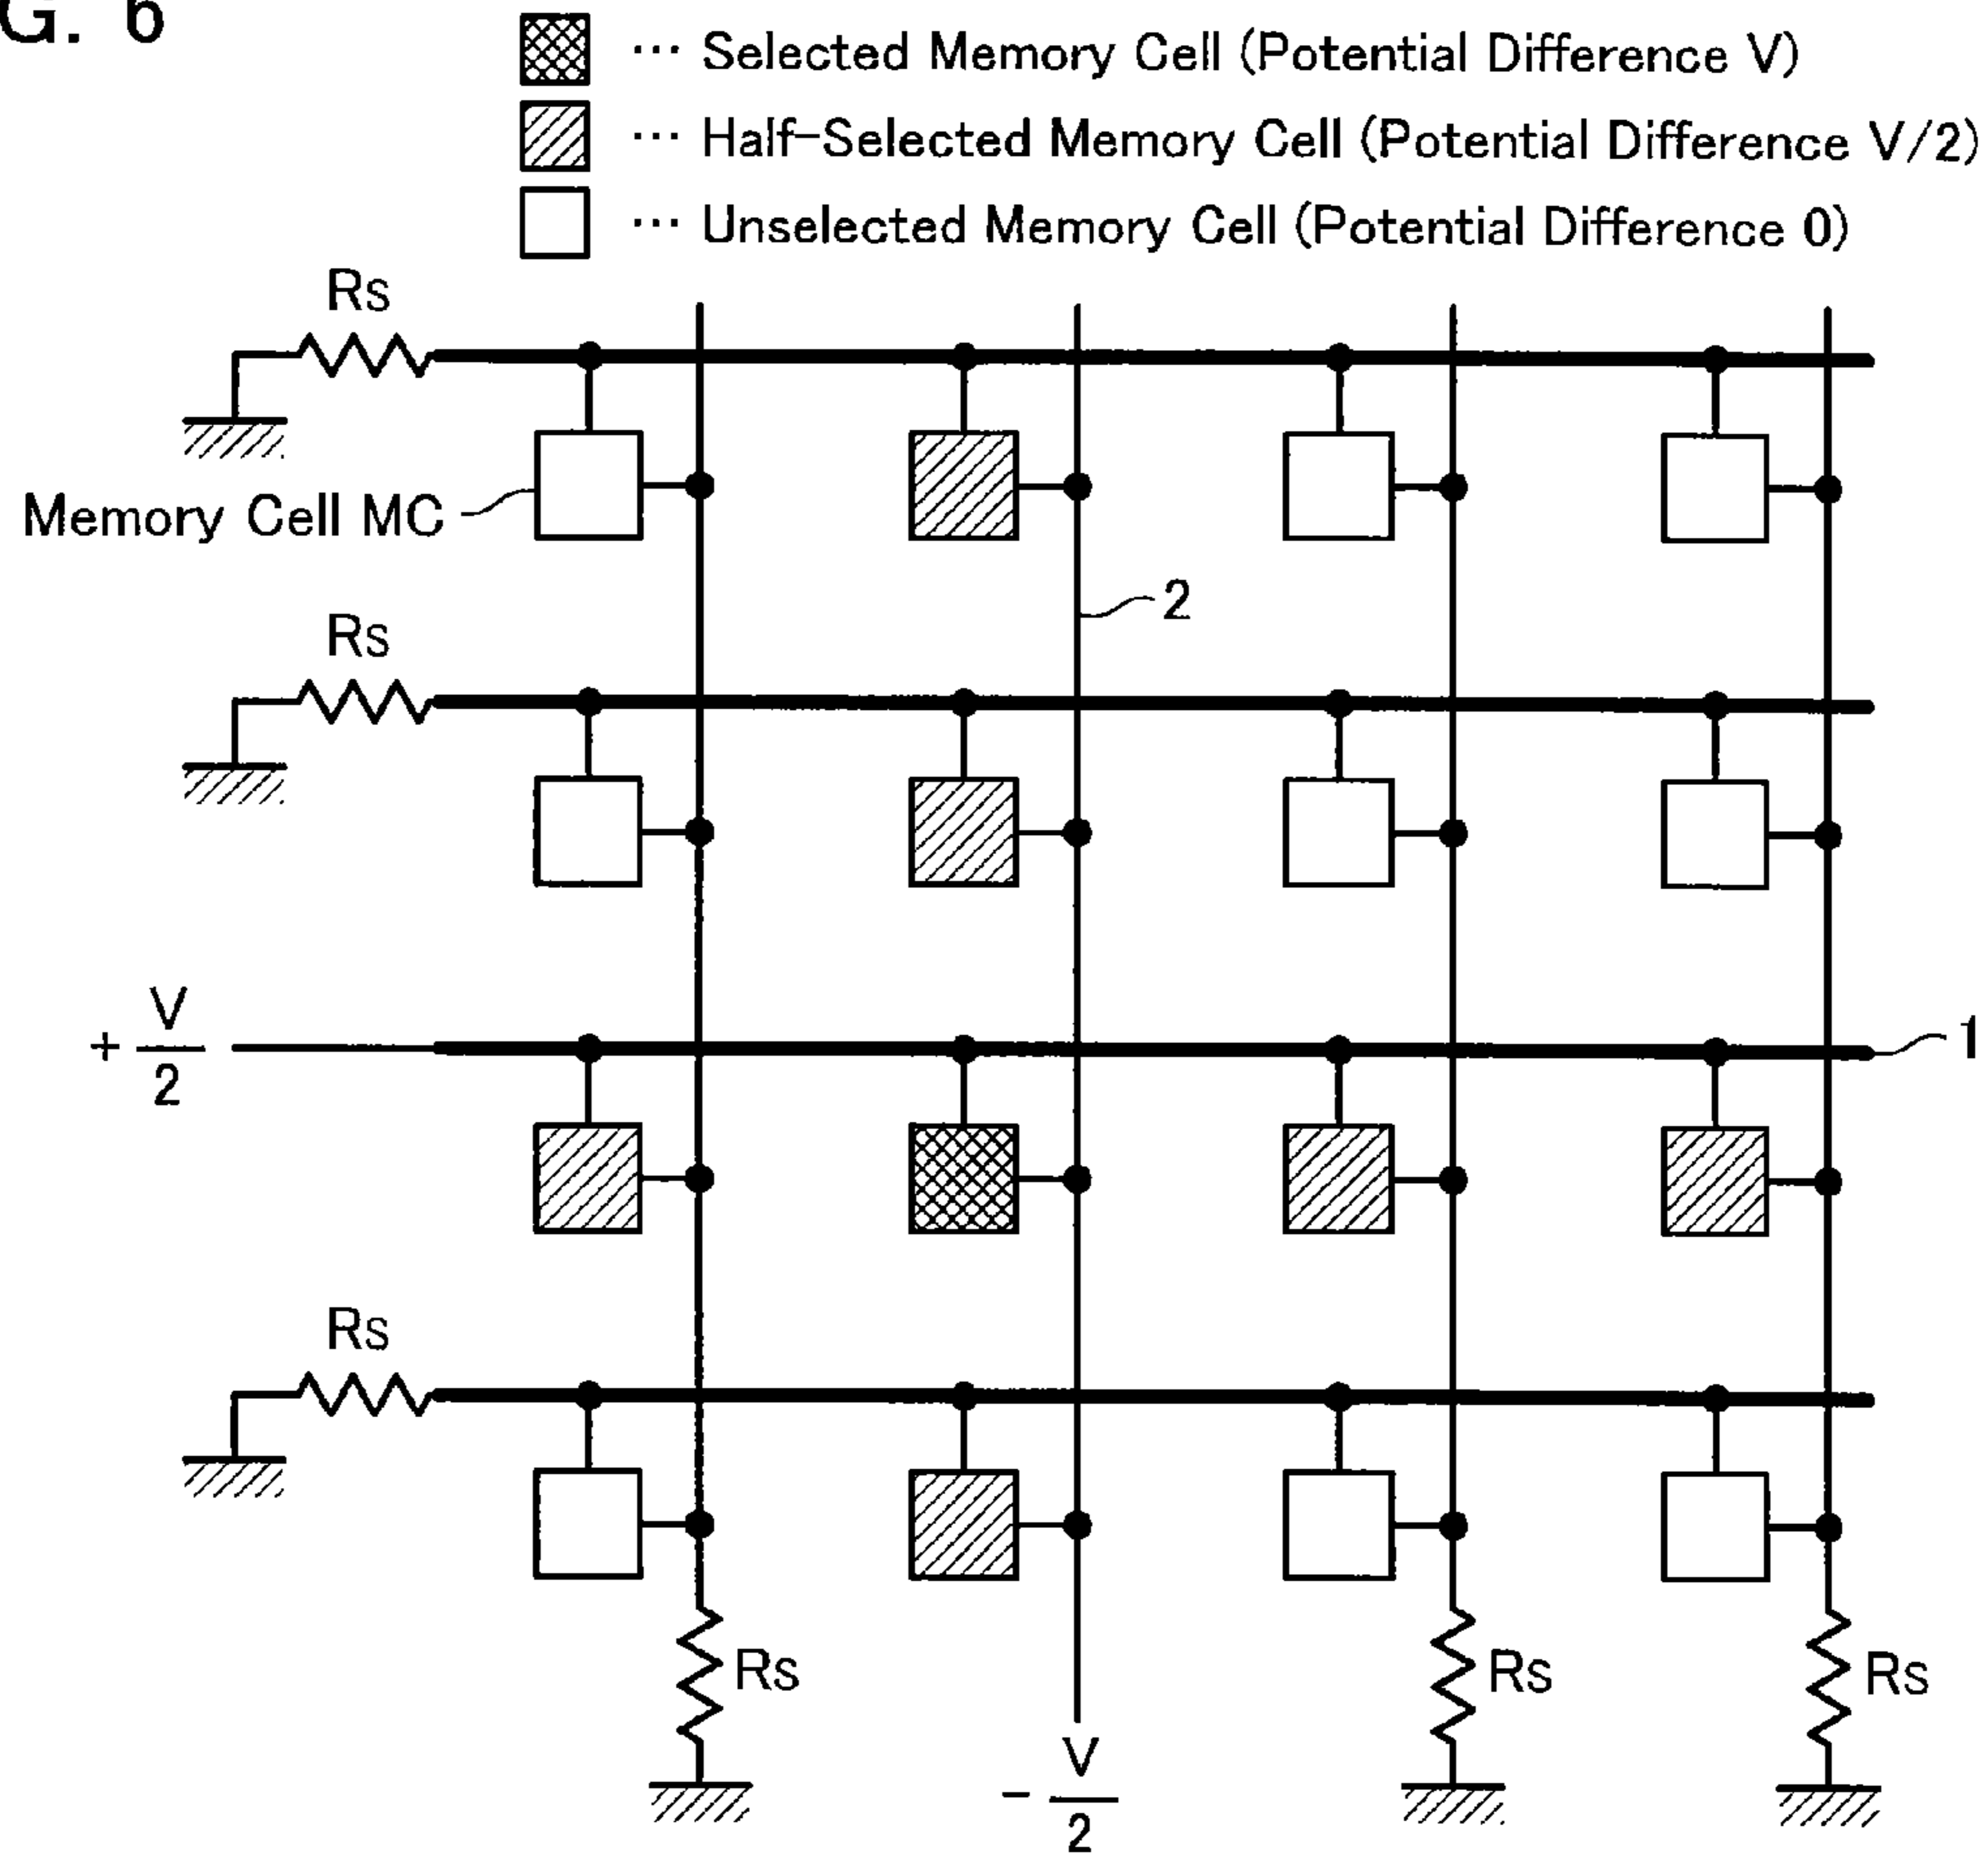 G. 6
··· Selected Memory Cell (Potential Difference V)
··· Half-Selected Memory Cell (Potential Difference V/2)
··· Unselected Memory Cell (Potential Difference 0)
Rs
Memory Cell MC
2
Rs
+ V/2
1
Rs
Rs
Rs
Rs
- V/2